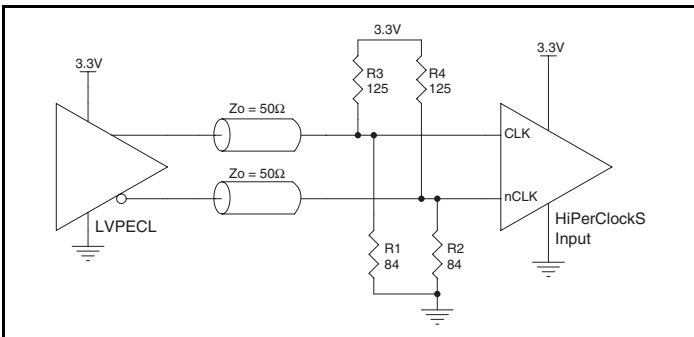 3.3V
3.3V
3.3V
R3
125
R4
125
Zo = 50Ω
CLK
Zo = 50Ω
nCLK
LVPECL
HiPerClockS
Input
R1
84
R2
84